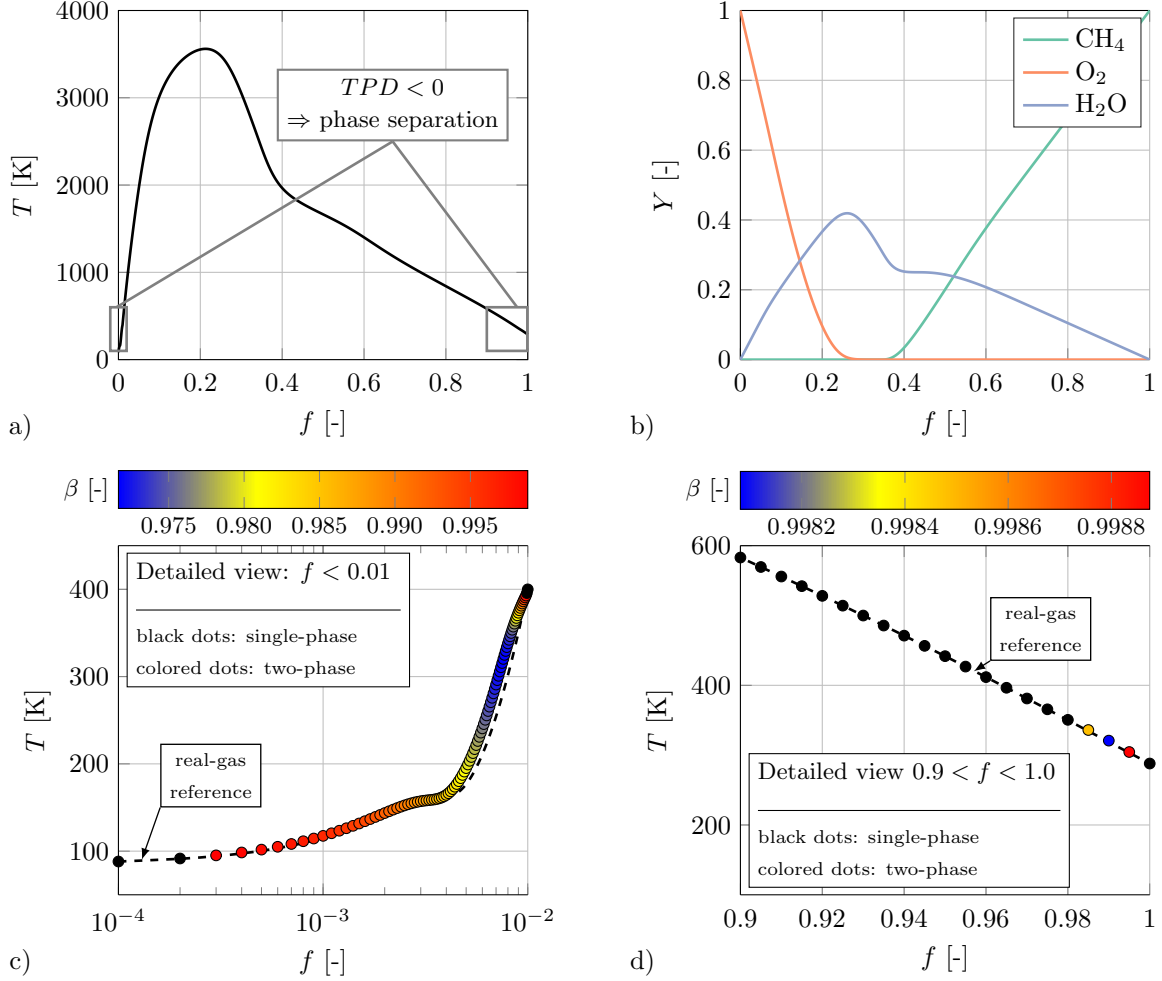 4000
3000
2000
1000
0
T [K]
0 0.2 0.4 0.6 0.8 1
f [-]
TPD < 0
⇒ phase separation
a)
1
0.8
0.6
0.4
0.2
0
Y [-]
0 0.2 0.4 0.6 0.8 1
f [-]
CH₄
O₂
H₂O
b)
β [-]
0.975 0.980 0.985 0.990 0.995
400
300
200
100
T [K]
10⁻⁴ 10⁻³ 10⁻²
f [-]
Detailed view: f < 0.01
black dots: single-phase
colored dots: two-phase
real-gas
reference
c)
β [-]
0.9982 0.9984 0.9986 0.9988
600
400
200
T [K]
0.9 0.92 0.94 0.96 0.98 1
f [-]
real-gas
reference
Detailed view 0.9 < f < 1.0
black dots: single-phase
colored dots: two-phase
d)